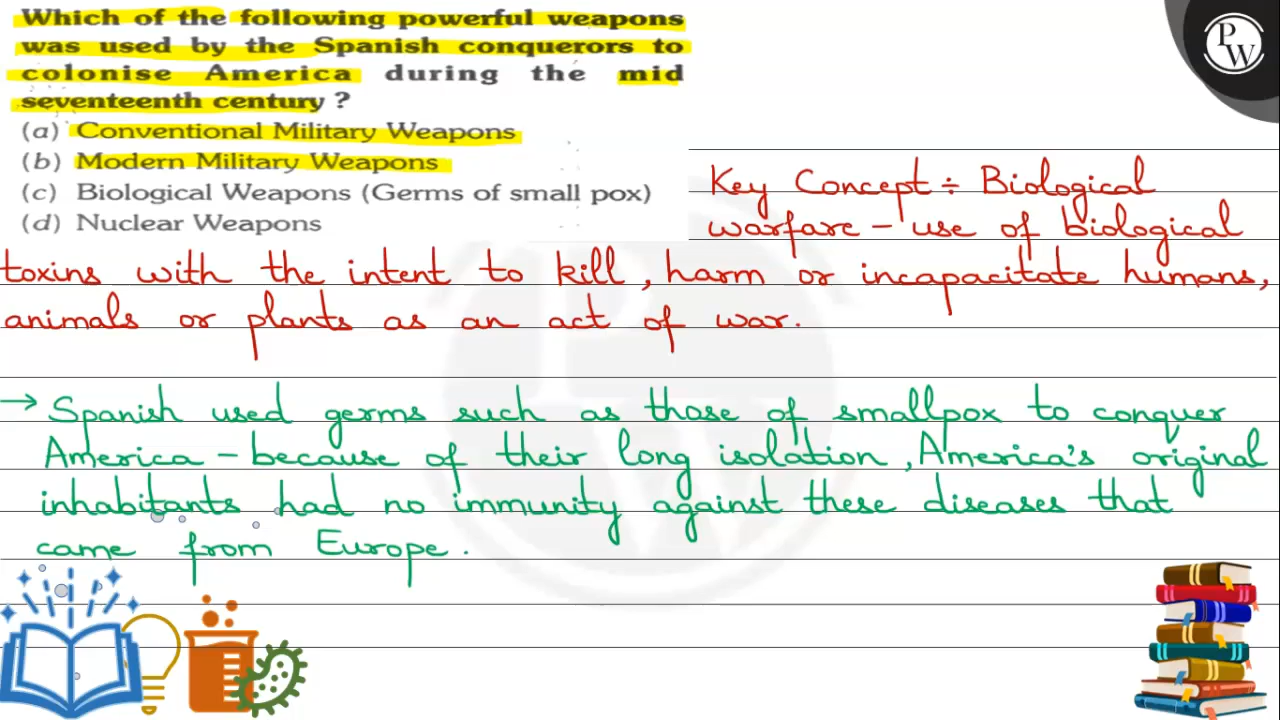 Which of the following powerful weapons
was used by the Spanish conquerors to
colonise America during the mid
seventeenth century ?
(a) Conventional Military Weapons
(b) Modern Military Weapons
(c) Biological Weapons (Germs of small pox)
(d) Nuclear Weapons
PW
Key Concept ÷ Biological
warfare - use of biological
toxins with the intent to kill, harm or incapacitate humans,
animals or plants as an act of war.
→ Spanish used germs such as those of smallpox to conquer
America - because of their long isolation, America's original
inhabitants had no immunity against these diseases that
came from Europe.